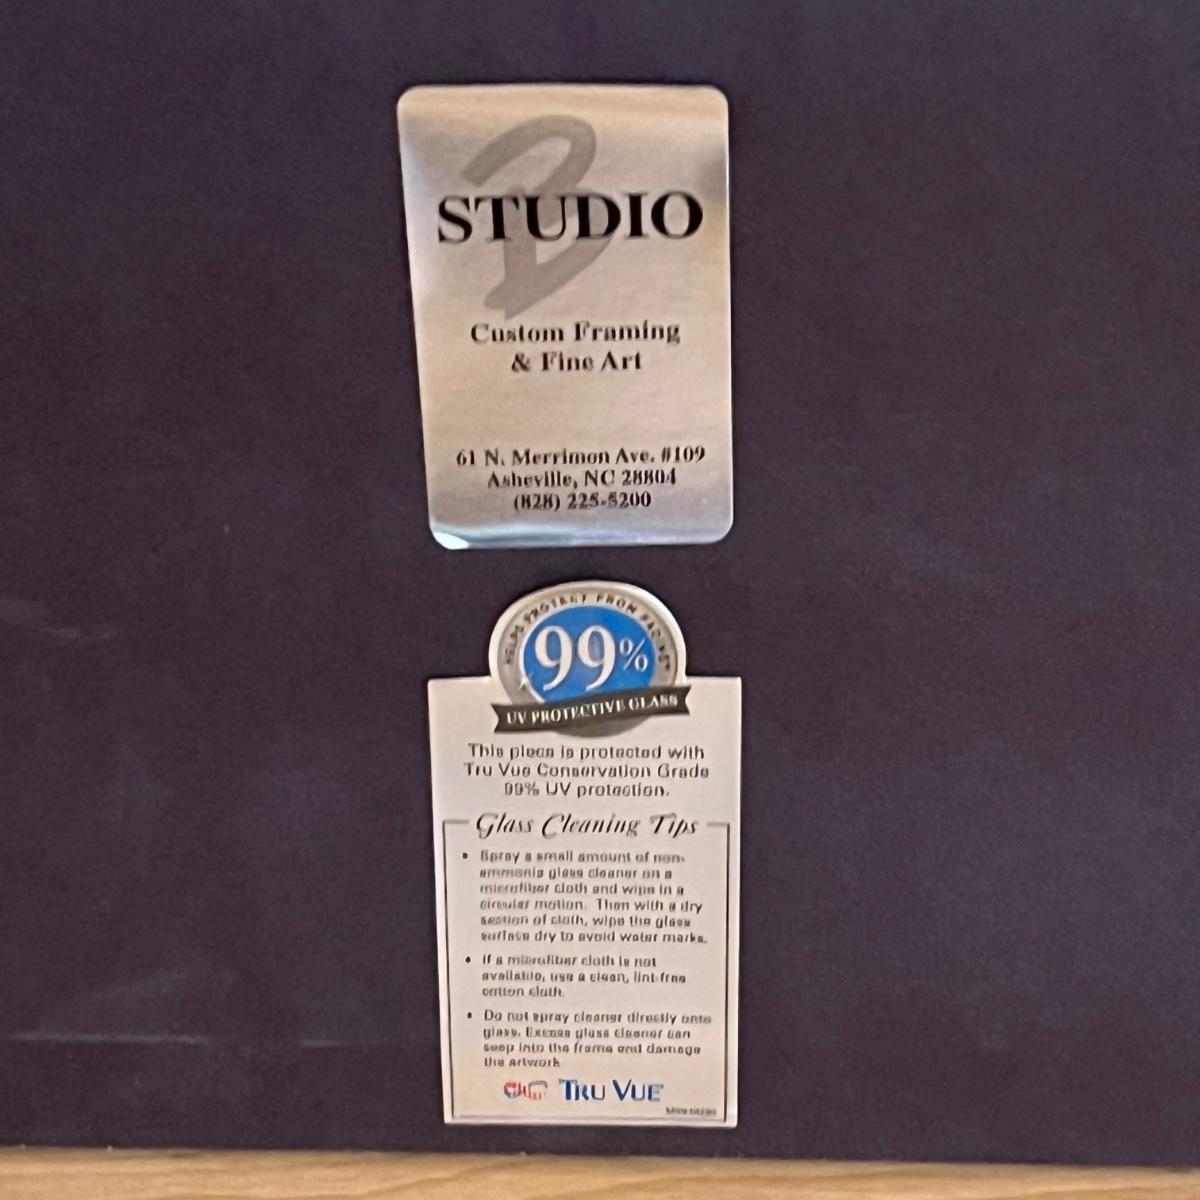 B
STUDIO
Custom Framing
& Fine Art
61 N. Merrimon Ave. #109
Asheville, NC 28804
(828) 225-5200
HELPS PROTECT FROM FADING
99%
UV PROTECTIVE GLASS
This piece is protected with
Tru Vue Conservation Grade
99% UV protection.
Glass Cleaning Tips
• Spray a small amount of non-
ammonia glass cleaner on a
microfiber cloth and wipe in a
circular motion. Then with a dry
section of cloth, wipe the glass
surface dry to avoid water marks.
• If a microfiber cloth is not
available, use a clean, lint-free
cotton cloth.
• Do not spray cleaner directly onto
glass. Excess glass cleaner can
seep into the frame and damage
the artwork
TRU VUE